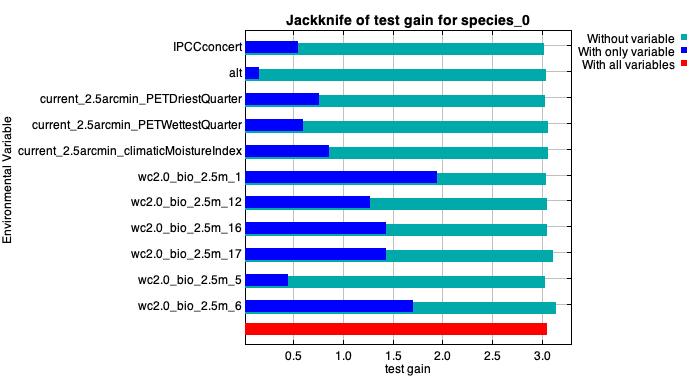 Jackknife of test gain for species_0
Without variable
With only variable
With all variables
Environmental Variable
IPCCconcert
alt
current_2.5arcmin_PETDriestQuarter
current_2.5arcmin_PETWettestQuarter
current_2.5arcmin_climaticMoistureIndex
wc2.0_bio_2.5m_1
wc2.0_bio_2.5m_12
wc2.0_bio_2.5m_16
wc2.0_bio_2.5m_17
wc2.0_bio_2.5m_5
wc2.0_bio_2.5m_6
0.5 1.0 1.5 2.0 2.5 3.0
test gain